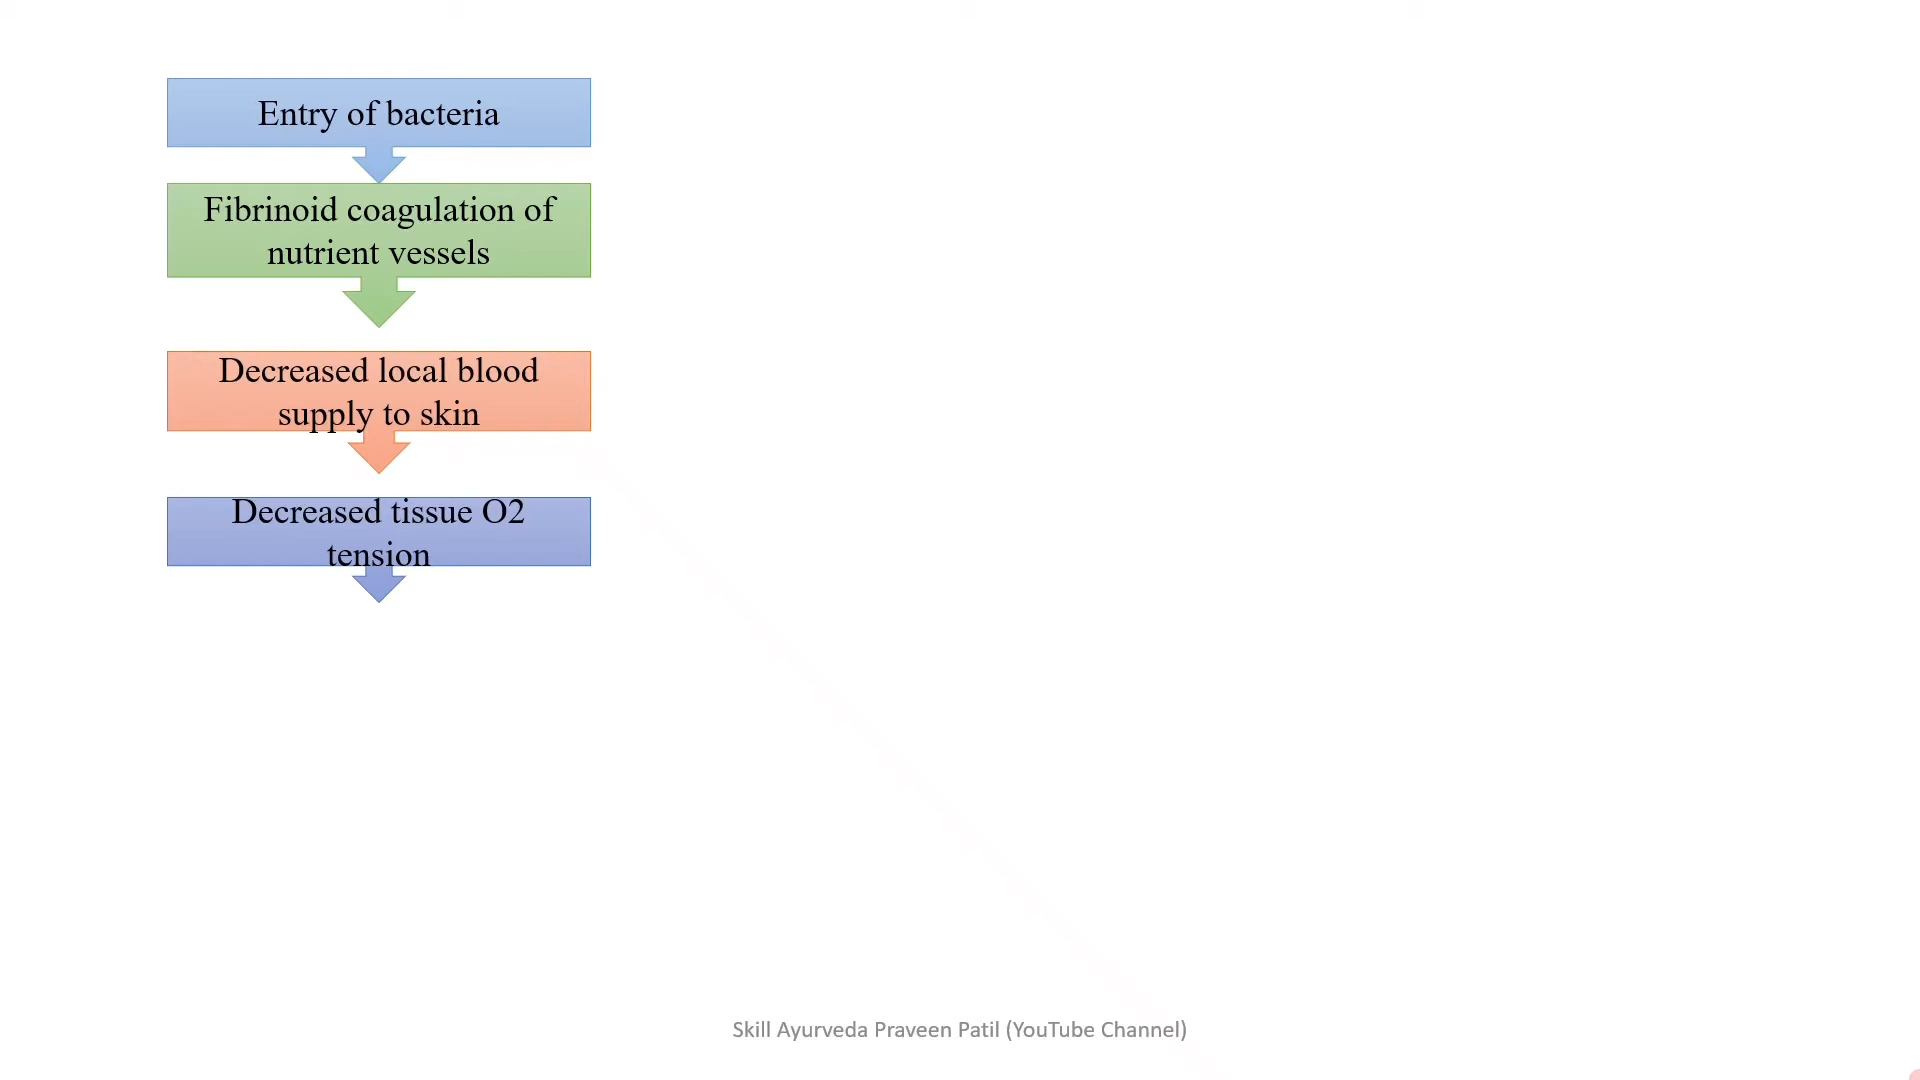 Entry of bacteria
Fibrinoid coagulation of
nutrient vessels
Decreased local blood
supply to skin
Decreased tissue O2
tension
Skill Ayurveda Praveen Patil (YouTube Channel)